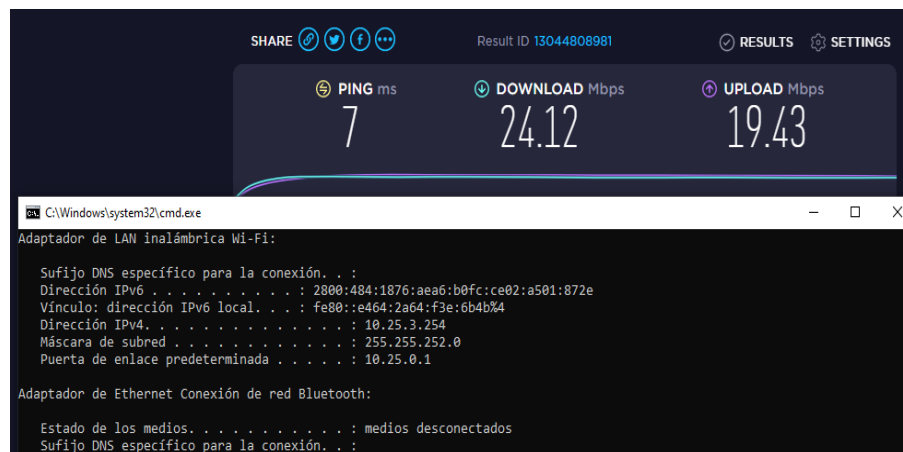 SHARE Result ID 13044808981 RESULTS SETTINGS
PING ms DOWNLOAD Mbps UPLOAD Mbps
7 24.12 19.43
C:\Windows\system32\cmd.exe
Adaptador de LAN inalámbrica Wi-Fi:
Sufijo DNS específico para la conexión. . :
Dirección IPv6 . . . . . . . . . . : 2800:484:1876:aea6:b0fc:ce02:a501:872e
Vínculo: dirección IPv6 local. . . : fe80::e464:2a64:f3e:6b4b%4
Dirección IPv4. . . . . . . . . . . . . . : 10.25.3.254
Máscara de subred . . . . . . . . . . . . : 255.255.252.0
Puerta de enlace predeterminada . . . . . : 10.25.0.1
Adaptador de Ethernet Conexión de red Bluetooth:
Estado de los medios. . . . . . . . . . . : medios desconectados
Sufijo DNS específico para la conexión. . :